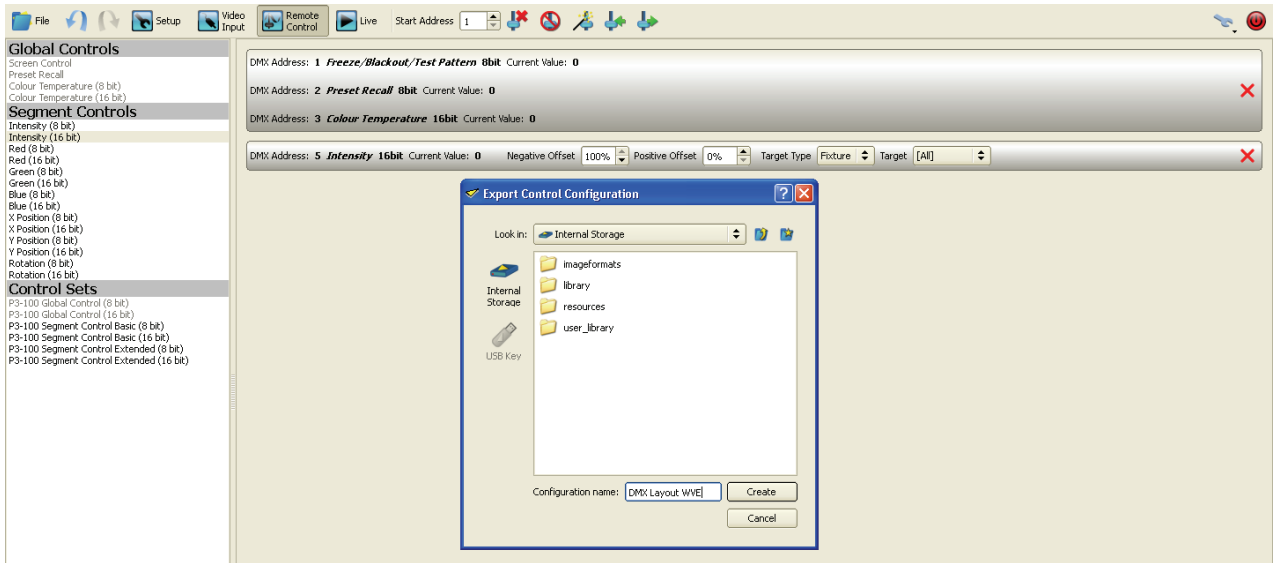 File
Setup
Video
Input
Remote
Control
Live
Start Address 1
Global Controls
Screen Control
Preset Recall
Colour Temperature (8 bit)
Colour Temperature (16 bit)
Segment Controls
Intensity (8 bit)
Intensity (16 bit)
Red (8 bit)
Red (16 bit)
Green (8 bit)
Green (16 bit)
Blue (8 bit)
Blue (16 bit)
X Position (8 bit)
X Position (16 bit)
Y Position (8 bit)
Y Position (16 bit)
Rotation (8 bit)
Rotation (16 bit)
Control Sets
P3-100 Global Control (8 bit)
P3-100 Global Control (16 bit)
P3-100 Segment Control Basic (8 bit)
P3-100 Segment Control Basic (16 bit)
P3-100 Segment Control Extended (8 bit)
P3-100 Segment Control Extended (16 bit)
DMX Address: 1 Freeze/Blackout/Test Pattern 8bit Current Value: 0
DMX Address: 2 Preset Recall 8bit Current Value: 0
DMX Address: 3 Colour Temperature 16bit Current Value: 0
DMX Address: 5 Intensity 16bit Current Value: 0 Negative Offset 100% Positive Offset 0% Target Type Fixture Target [All]
Export Control Configuration
Look in: Internal Storage
Internal
Storage
USB Key
imageformats
library
resources
user_library
Configuration name: DMX Layout WVE Create
Cancel